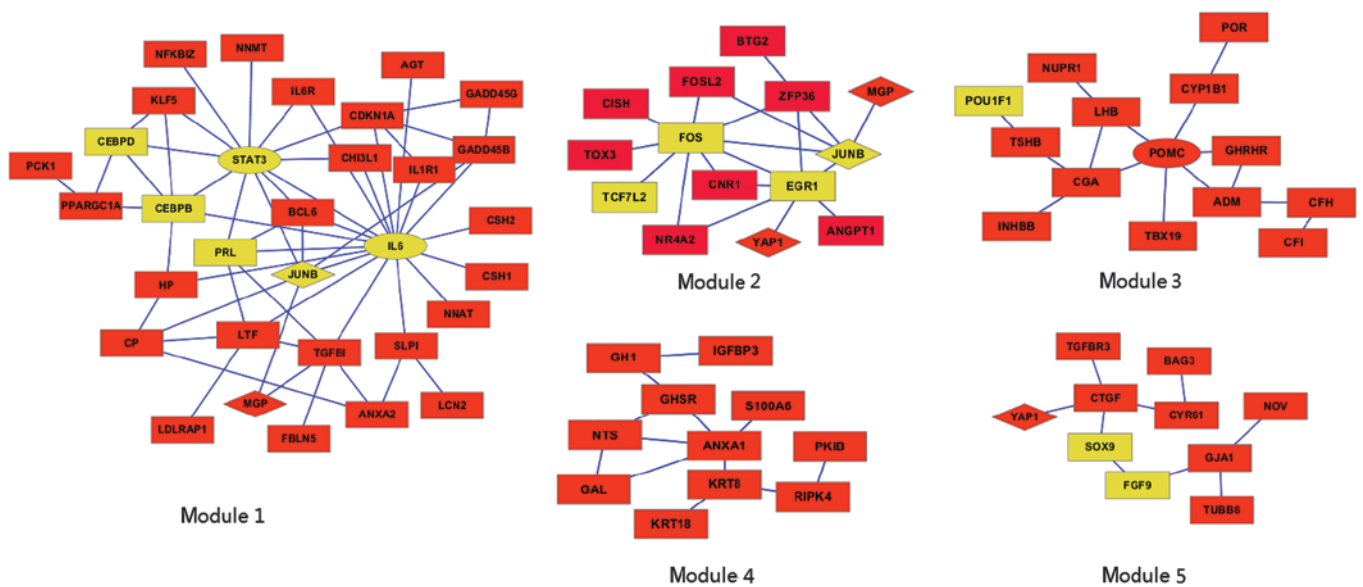 NFKBIZ
NNMT
AGT
KLF5
IL6R
GADD45G
CDKN1A
CEBPD
STAT3
CHI3L1
GADD45B
PCK1
IL1R1
PPARGC1A
CEBPB
BCL6
CSH2
PRL
IL6
JUNB
CSH1
HP
NNAT
CP
LTF
TGFBI
SLPI
MGP
ANXA2
LCN2
LDLRAP1
FBLN5
Module 1
BTG2
FOSL2
ZFP36
MGP
CISH
FOS
JUNB
TOX3
CNR1
EGR1
TCF7L2
NR4A2
YAP1
ANGPT1
Module 2
POR
NUPR1
CYP1B1
POU1F1
LHB
TSHB
POMC
GHRHR
CGA
ADM
CFH
INHBB
TBX19
CFI
Module 3
GH1
IGFBP3
GHSR
S100A6
NTS
ANXA1
PKIB
GAL
KRT8
RIPK4
KRT18
Module 4
TGFBR3
BAG3
YAP1
CTGF
CYR61
NOV
SOX9
GJA1
FGF9
TUBB6
Module 5